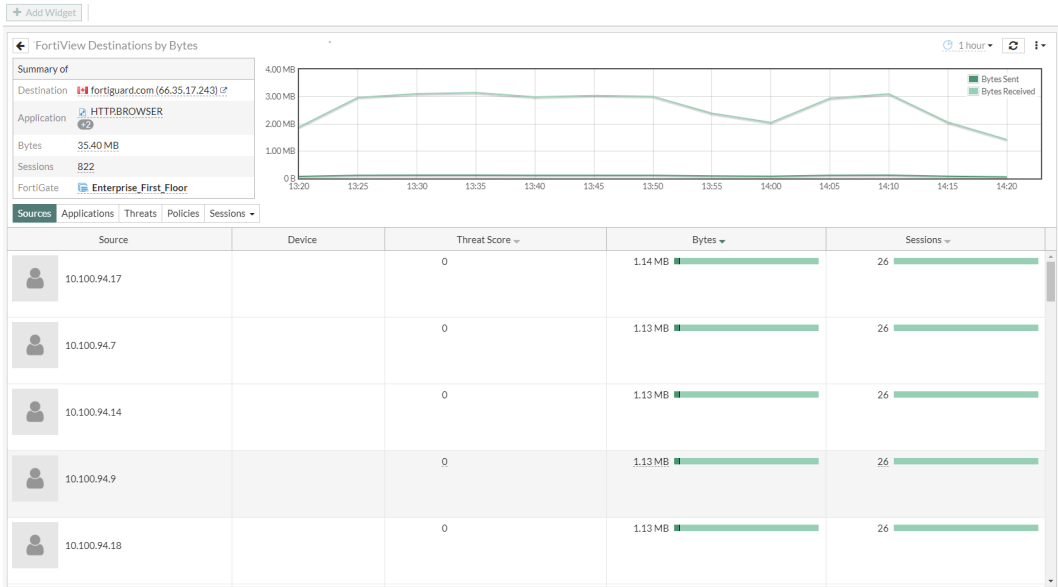 + Add Widget
FortiView Destinations by Bytes
1 hour
Summary of
Destination fortiguard.com (66.35.17.243)
Application HTTP.BROWSER
+2
Bytes 35.40 MB
Sessions 822
FortiGate Enterprise_First_Floor
4.00 MB
3.00 MB
2.00 MB
1.00 MB
0 B
13:20 13:25 13:30 13:35 13:40 13:45 13:50 13:55 14:00 14:05 14:10 14:15 14:20
Bytes Sent
Bytes Received
Sources Applications Threats Policies Sessions
Source Device Threat Score Bytes Sessions
10.100.94.17 0 1.14 MB 26
10.100.94.7 0 1.13 MB 26
10.100.94.14 0 1.13 MB 26
10.100.94.9 0 1.13 MB 26
10.100.94.18 0 1.13 MB 26